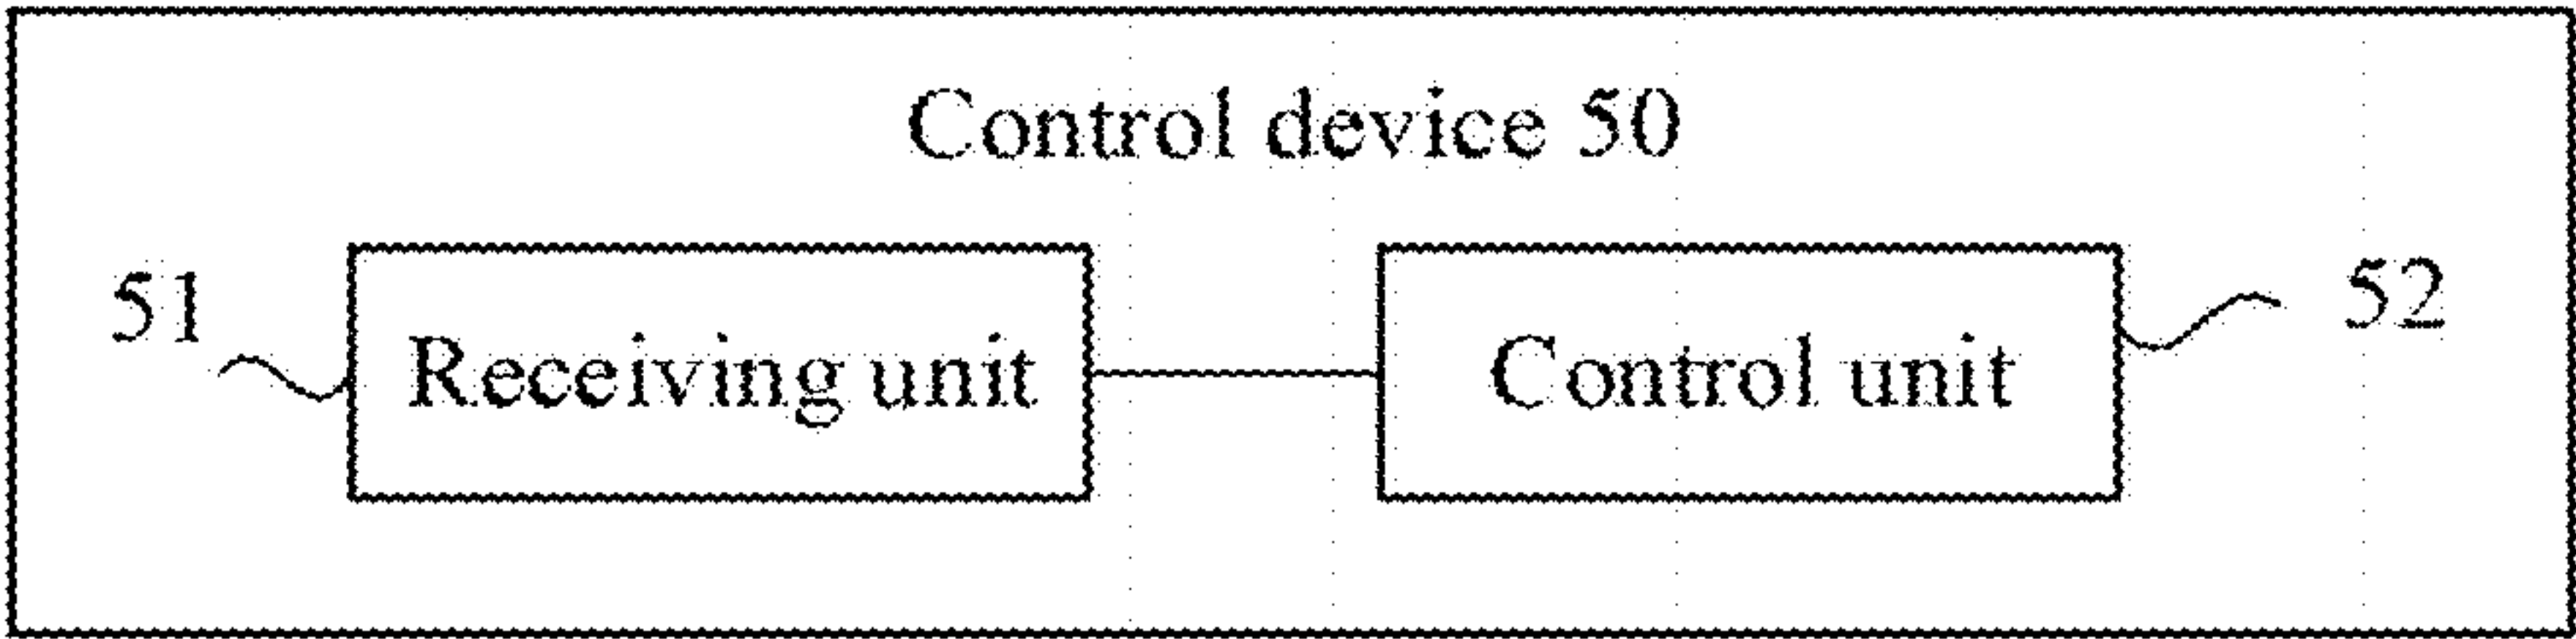 Control device 50
51
Receiving unit
Control unit
52